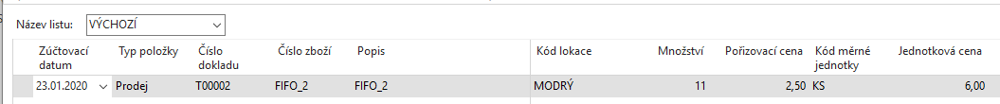 Název listu: VÝCHOZÍ
Zúčtovací datum Typ položky Číslo dokladu Číslo zboží Popis Kód lokace Množství Pořizovací cena Kód měrné jednotky Jednotková cena
23.01.2020 Prodej T00002 FIFO_2 FIFO_2 MODRÝ 11 2,50 KS 6,00